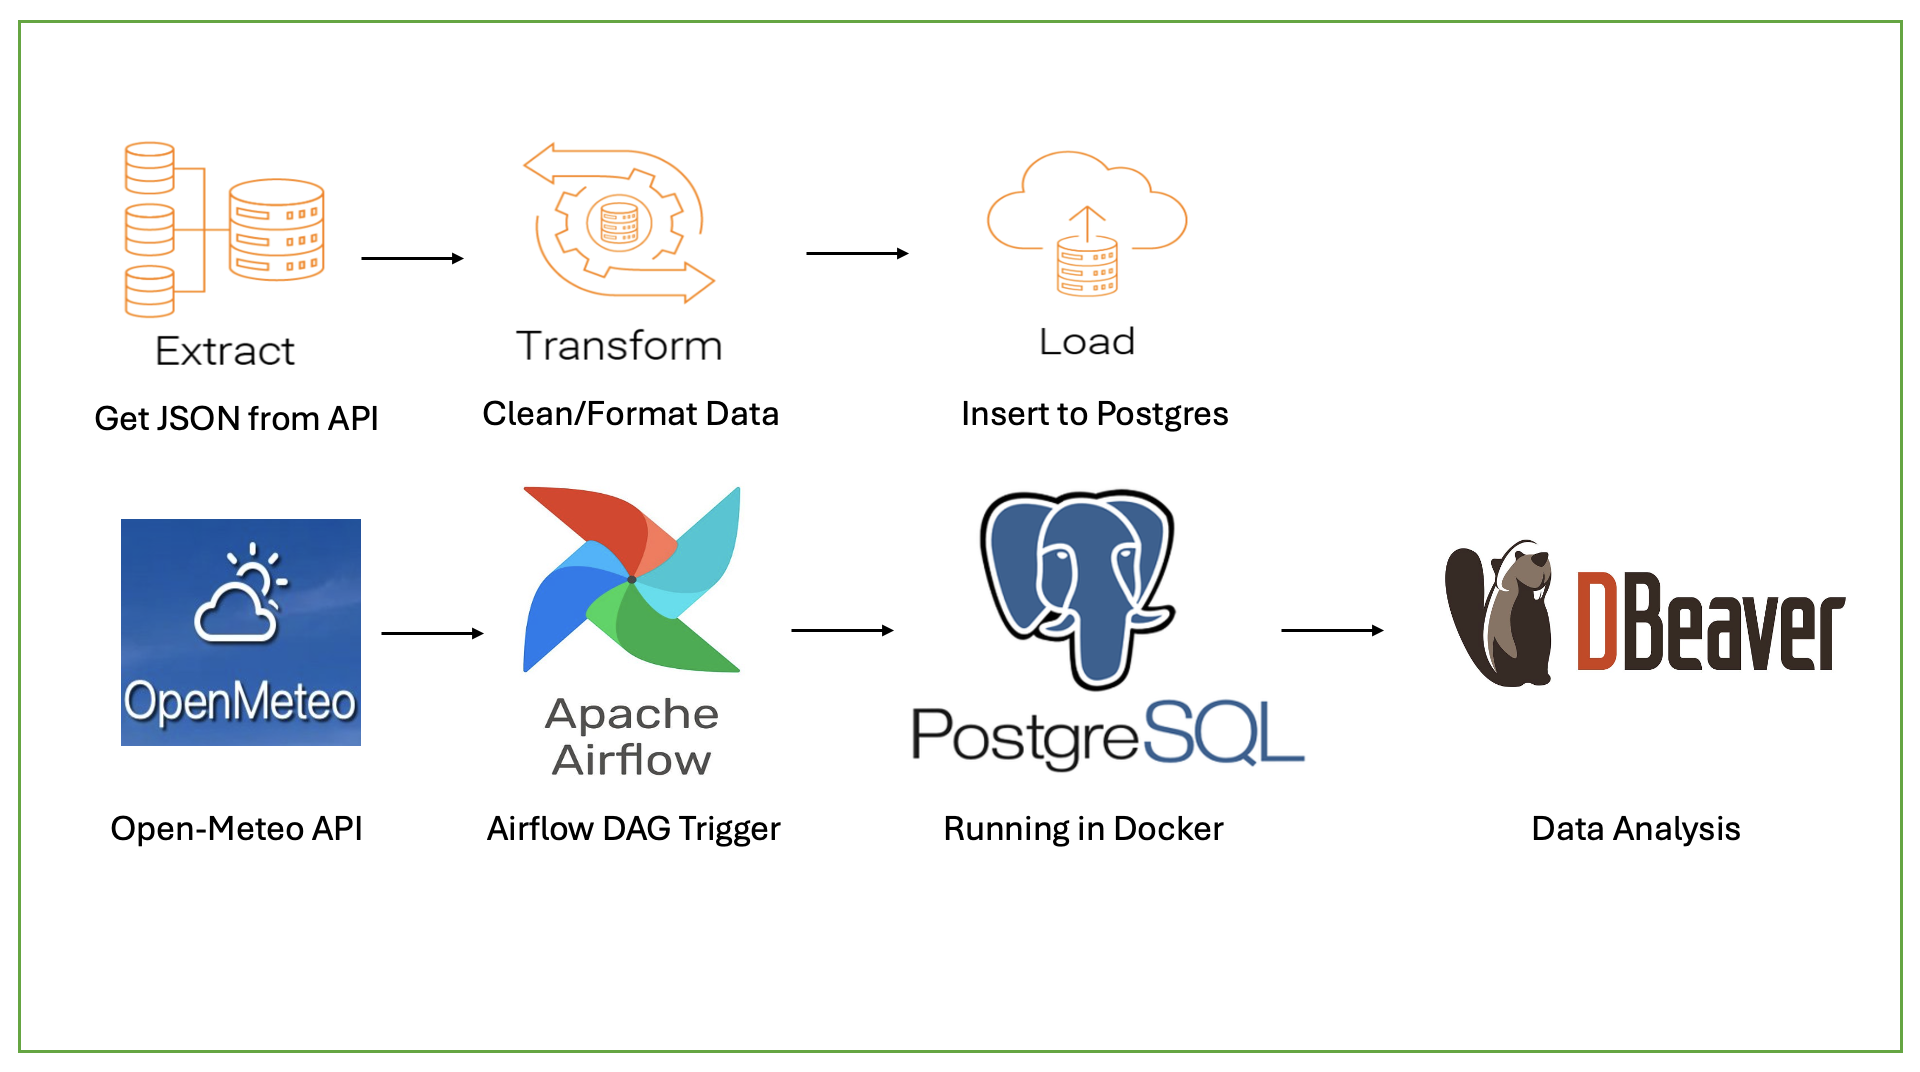 Extract
Transform
Load
Get JSON from API
Clean/Format Data
Insert to Postgres
OpenMeteo
Apache
Airflow
PostgreSQL
DBeaver
Open-Meteo API
Airflow DAG Trigger
Running in Docker
Data Analysis